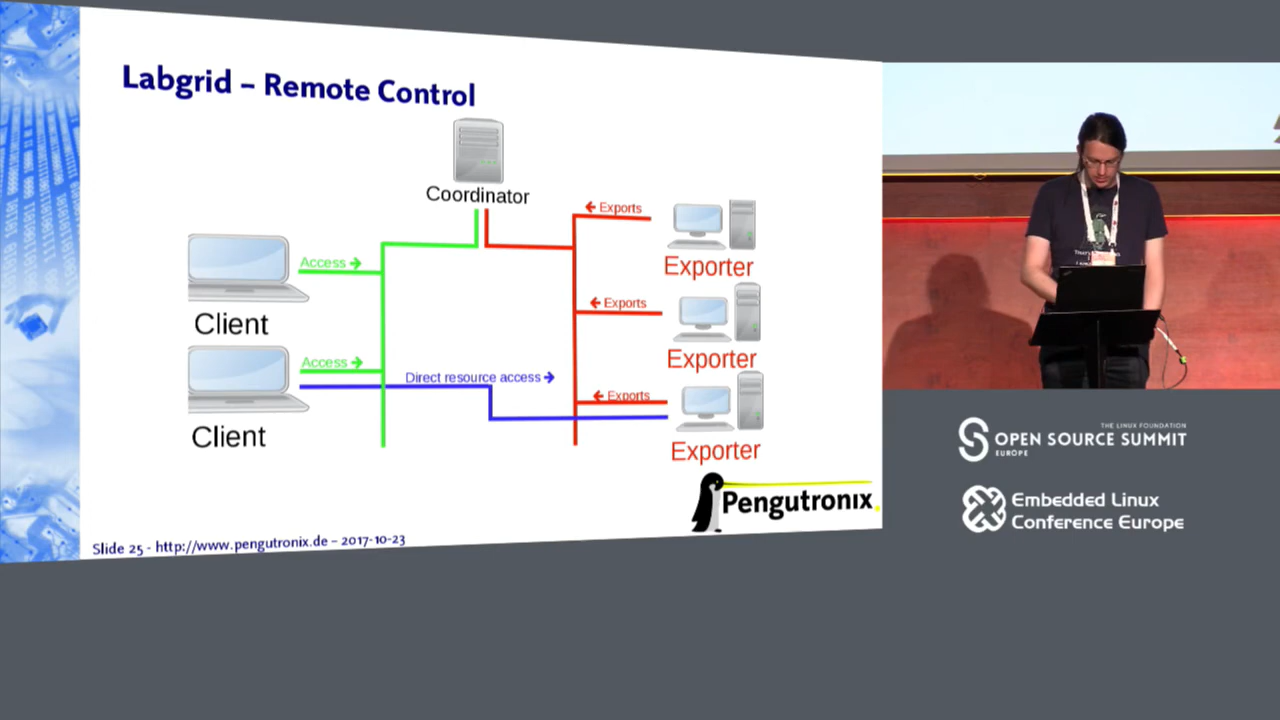 Labgrid – Remote Control
Coordinator
Exports
Exporter
Access
Client
Exports
Exporter
Access
Direct resource access
Client
Exports
Exporter
Pengutronix
Slide 25 - http://www.pengutronix.de – 2017-10-23
THE LINUX FOUNDATION
OPEN SOURCE SUMMIT
EUROPE
Embedded Linux
Conference Europe